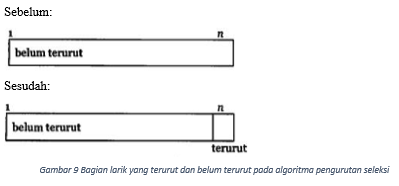 Sebelum:
1 n
belum terurut
Sesudah:
1 n
belum terurut
terurut
Gambar 9 Bagian larik yang terurut dan belum terurut pada algoritma pengurutan seleksi